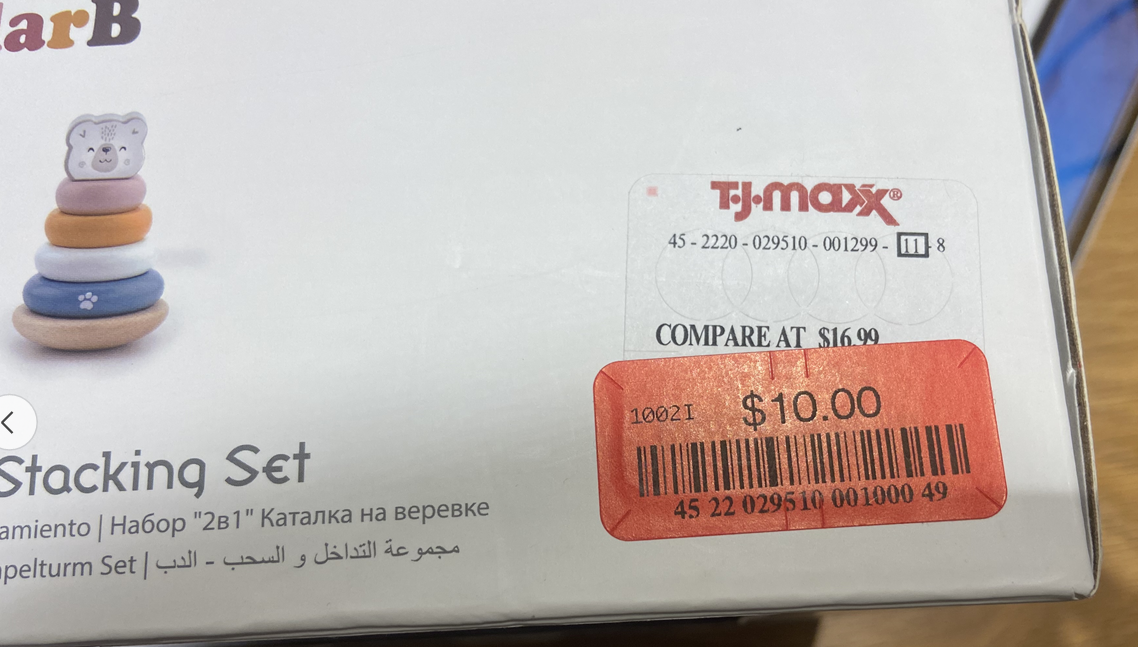 arB
T·J·maxx®
45 - 2220 - 029510 - 001299 - 11 - 8
COMPARE AT $16.99
1002I $10.00
45 22 029510 001000 49
Stacking Set
amiento | Набор "2в1" Каталка на веревке
pelturm Set | مجموعة التداخل و السحب - الدب